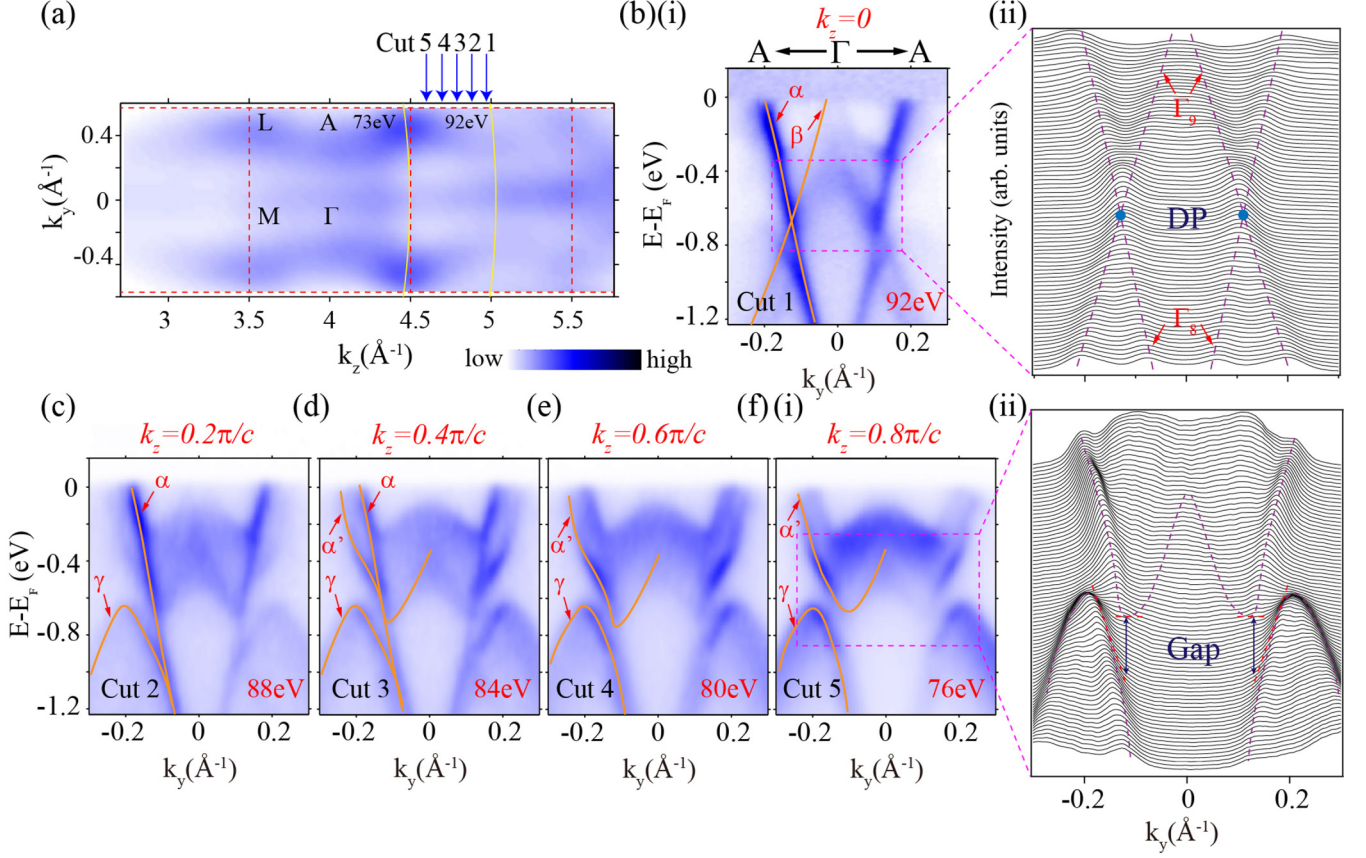 (a)
Cut 5 4 3 2 1
L A 73eV 92eV
M Γ
0.4
0
-0.4
k_y(Å⁻¹)
3 3.5 4 4.5 5 5.5
k_z(Å⁻¹)
low high
(b)(i)
k_z=0
A Γ A
α
β
0
-0.4
-0.8
-1.2
E-E_F (eV)
Cut 1 92eV
-0.2 0 0.2
k_y(Å⁻¹)
(ii)
Intensity (arb. units)
Γ₉
DP
Γ₈
(c)
k_z=0.2π/c
α
γ
0
-0.4
-0.8
-1.2
E-E_F (eV)
Cut 2 88eV
-0.2 0 0.2
k_y(Å⁻¹)
(d)
k_z=0.4π/c
α
α’
γ
Cut 3 84eV
-0.2 0 0.2
k_y(Å⁻¹)
(e)
k_z=0.6π/c
α’
γ
Cut 4 80eV
-0.2 0 0.2
k_y(Å⁻¹)
(f) (i)
k_z=0.8π/c
α’
γ
Cut 5 76eV
-0.2 0 0.2
k_y(Å⁻¹)
(ii)
Gap
-0.2 0 0.2
k_y(Å⁻¹)